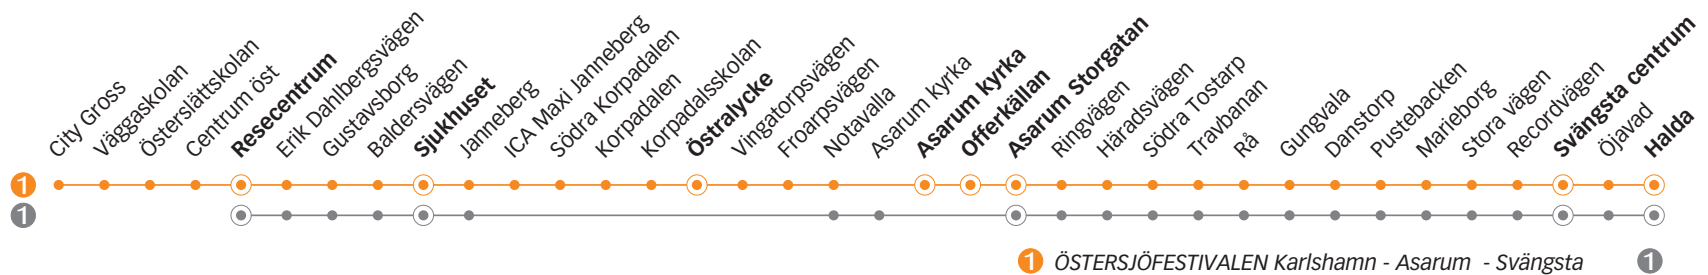 City Gross
Väggaskolan
Österslättskolan
Centrum öst
Resecentrum
Erik Dahlbergsvägen
Gustavsborg
Baldersvägen
Sjukhuset
Janneberg
ICA Maxi Janneberg
Södra Korpadalen
Korpadalen
Korpadalsskolan
Östralycke
Vingatorpsvägen
Froarpsvägen
Notavalla
Asarum kyrka
Asarum kyrka
Offerkällan
Asarum Storgatan
Ringvägen
Häradsvägen
Södra Tostarp
Travbanan
Rå
Gungvala
Danstorp
Pustebacken
Marieborg
Stora vägen
Recordvägen
Svängsta centrum
Öjavad
Halda
1
1
1 ÖSTERSJÖFESTIVALEN Karlshamn - Asarum - Svängsta 1